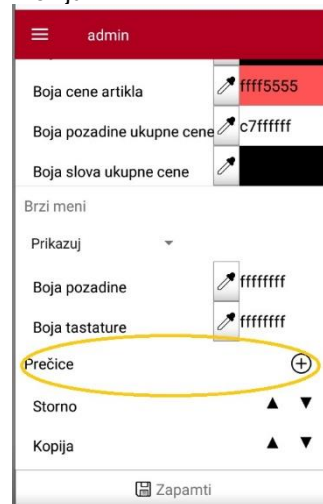 admin
Boja cene artikla ffff5555
Boja pozadine ukupne cene c7ffffff
Boja slova ukupne cene
Brzi meni
Prikazuj
Boja pozadine ffffffff
Boja tastature ffffffff
Prečice
Storno
Kopija
Zapamti